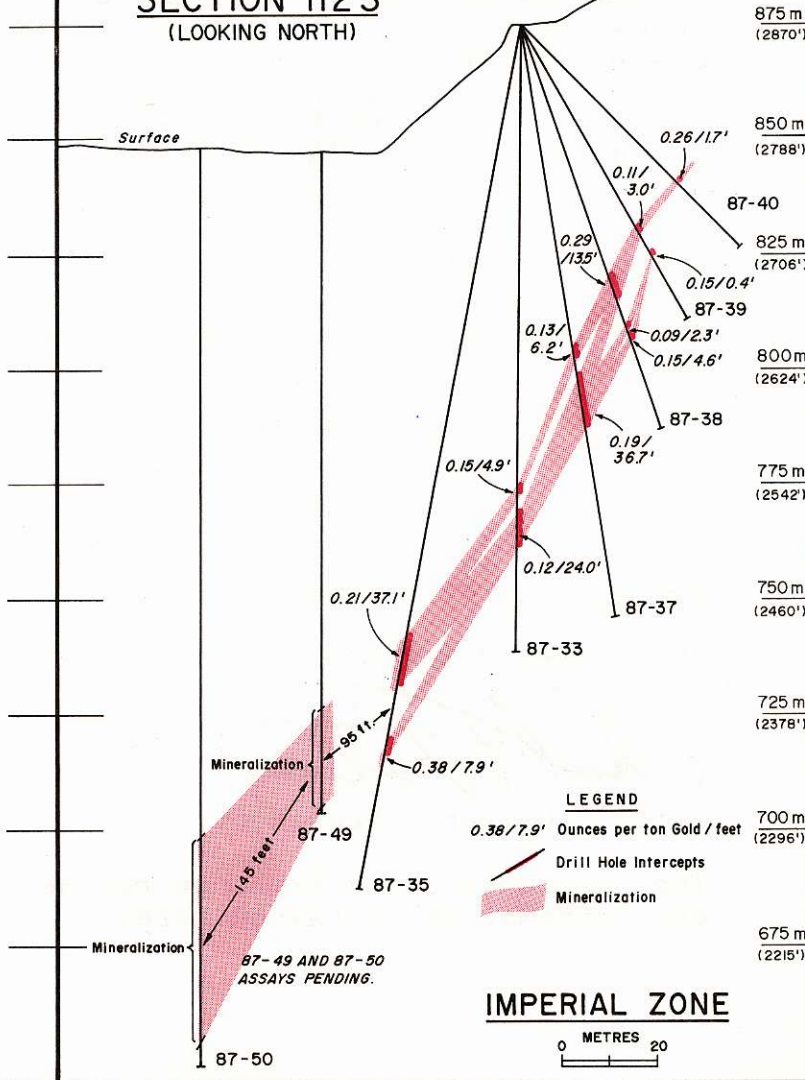 SECTION 112 S
(LOOKING NORTH)
875 m
(2870')
Surface
850 m
(2788')
0.26/1.7'
0.11/
3.0'
87-40
825 m
(2706')
0.29
/13.5'
0.15/0.4'
87-39
0.13/
6.2'
0.09/2.3'
0.15/4.6'
800 m
(2624')
87-38
0.19/
36.7'
0.15/4.9'
775 m
(2542')
0.12/24.0'
0.21/37.1'
750 m
(2460')
87-37
87-33
725 m
(2378')
95 ft.
Mineralization
0.38/7.9'
LEGEND
0.38/7.9' Ounces per ton Gold / feet
700 m
(2296')
87-49
Drill Hole Intercepts
145 feet
87-35
Mineralization
675 m
(2215')
Mineralization
87-49 AND 87-50
ASSAYS PENDING.
IMPERIAL ZONE
METRES
0 20
87-50